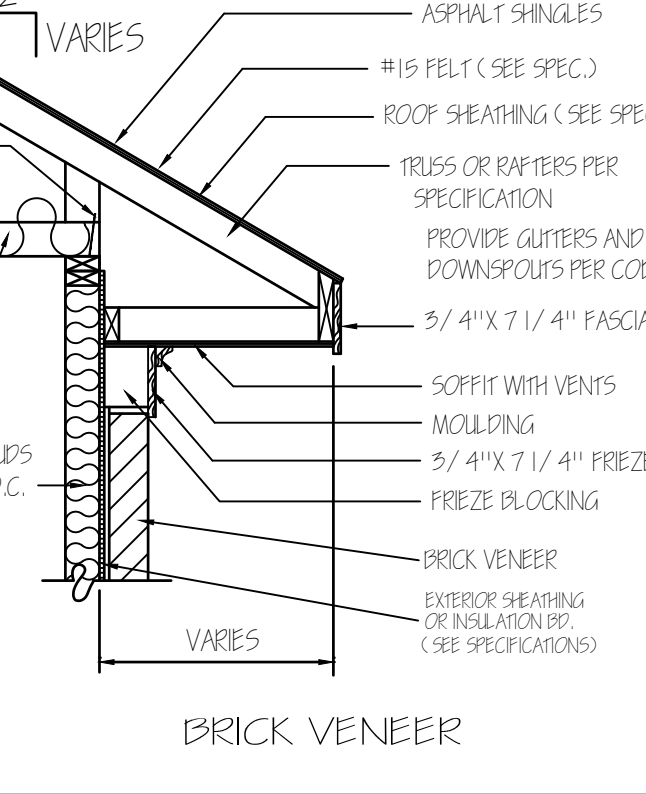 VARIES
ASPHALT SHINGLES
#15 FELT ( SEE SPEC.)
ROOF SHEATHING ( SEE
TRUSS OR RAFTERS PER
SPECIFICATION
PROVIDE GUTTERS AND
DOWNSPOUTS PER
3/ 4"X 7 1/ 4" FASCIA
SOFFIT WITH VENTS
MOULDING
3/ 4"X 7 1/ 4" FRIEZE
FRIEZE BLOCKING
BRICK VENEER
EXTERIOR SHEATHING
OR INSULATION BD.
( SEE SPECIFICATIONS)
VARIES
BRICK VENEER